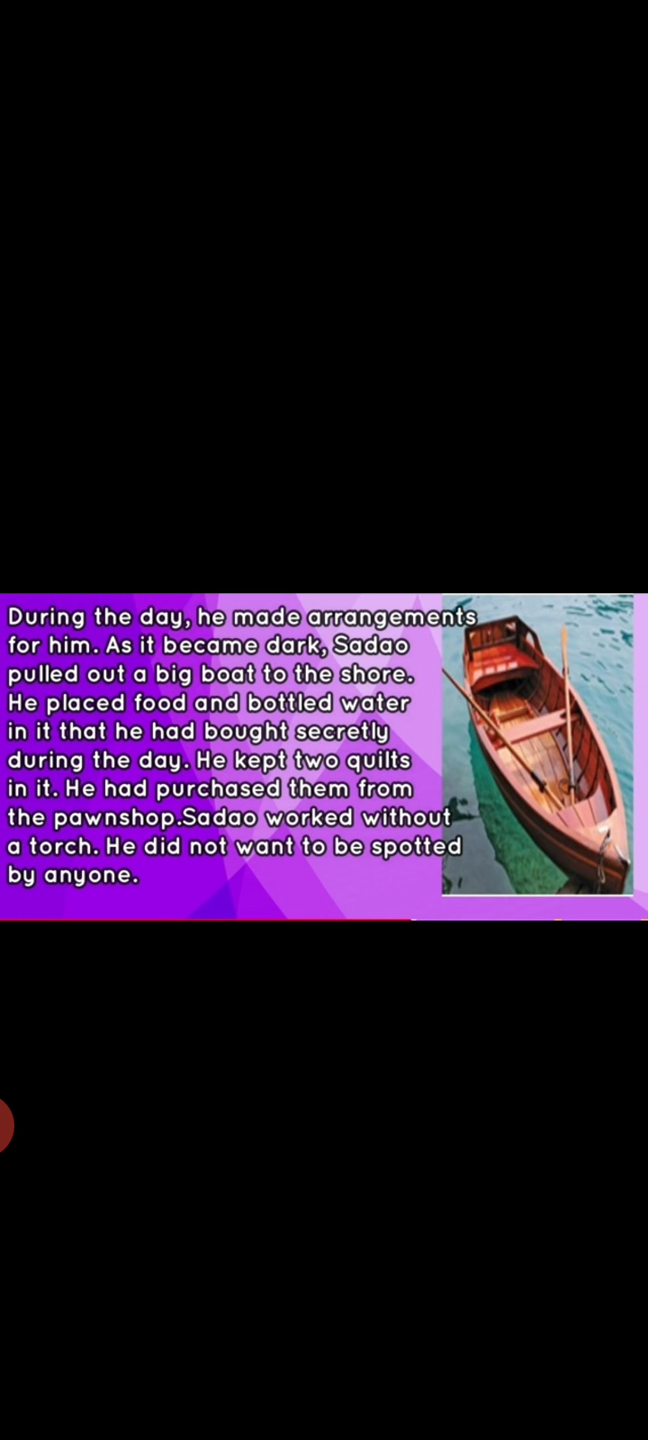 During the day, he made arrangements
for him. As it became dark, Sadao
pulled out a big boat to the shore.
He placed food and bottled water
in it that he had bought secretly
during the day. He kept two quilts
in it. He had purchased them from
the pawnshop.Sadao worked without
a torch. He did not want to be spotted
by anyone.